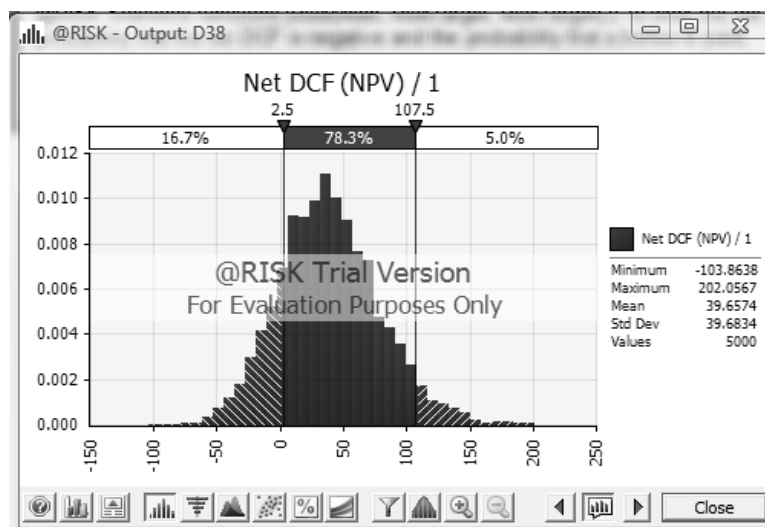 @RISK - Output: D38
Net DCF (NPV) / 1
2.5 107.5
16.7% 78.3% 5.0%
0.012
0.010
0.008
0.006
0.004
0.002
0.000
-150 -100 -50 0 50 100 150 200 250
@RISK Trial Version
For Evaluation Purposes Only
Net DCF (NPV) / 1
Minimum -103.8638
Maximum 202.0567
Mean 39.6574
Std Dev 39.6834
Values 5000
Close